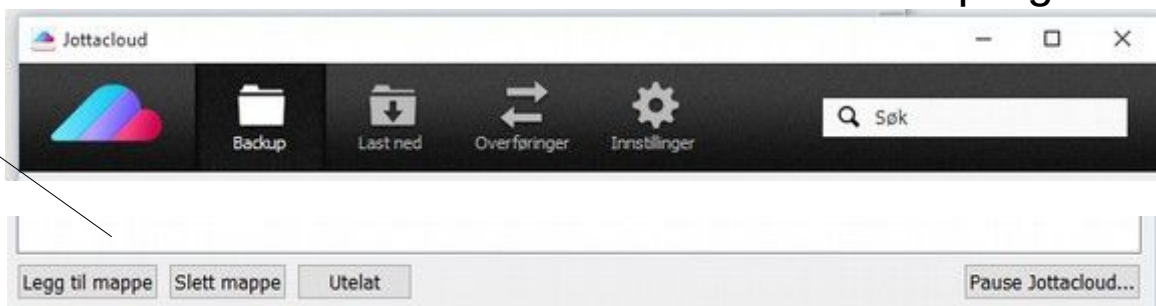 Jottacloud
Backup Last ned Overføringer Innstillinger Søk
Legg til mappe Slett mappe Utelat Pause Jottacloud...